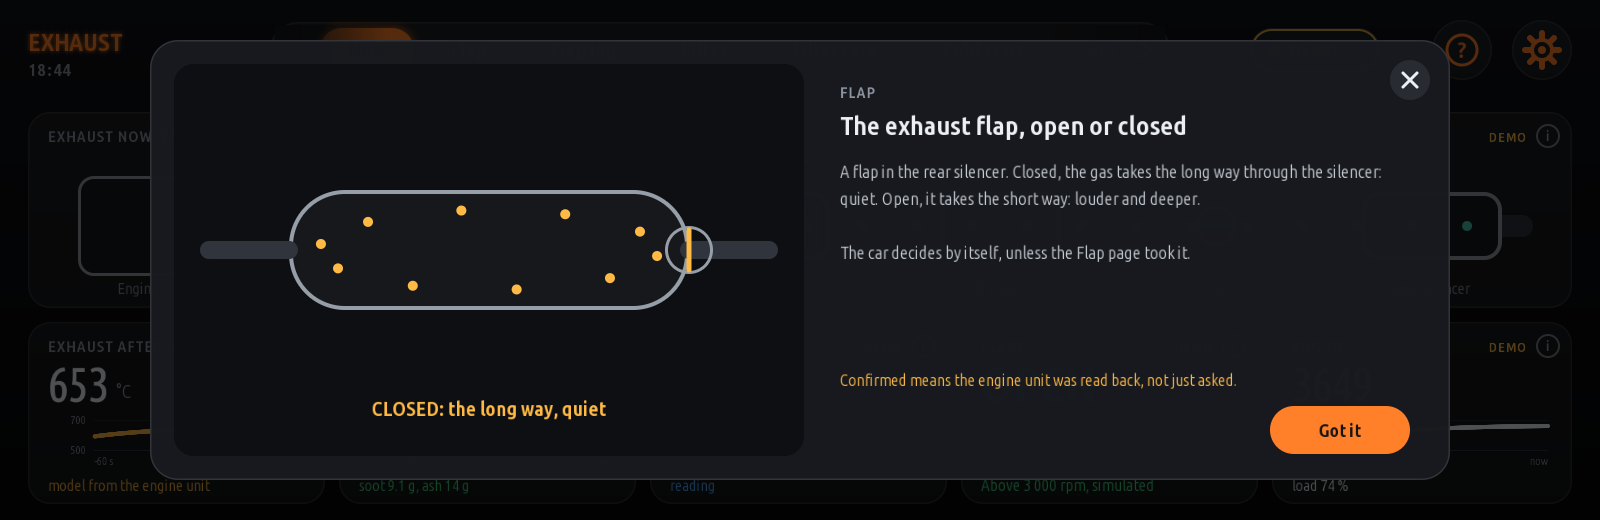 EXHAUST
18:44
?
EXHAUST NOW
DEMO
i
Engin
ncer
EXHAUST AFTE
DEMO
i
653 °C
700
500
-60 s
now
model from the engine unit
soot 9.1 g, ash 14 g
reading
Above 3 000 rpm, simulated
load 74 %
FLAP
The exhaust flap, open or closed
A flap in the rear silencer. Closed, the gas takes the long way through the silencer:
quiet. Open, it takes the short way: louder and deeper.
The car decides by itself, unless the Flap page took it.
Confirmed means the engine unit was read back, not just asked.
Got it
CLOSED: the long way, quiet